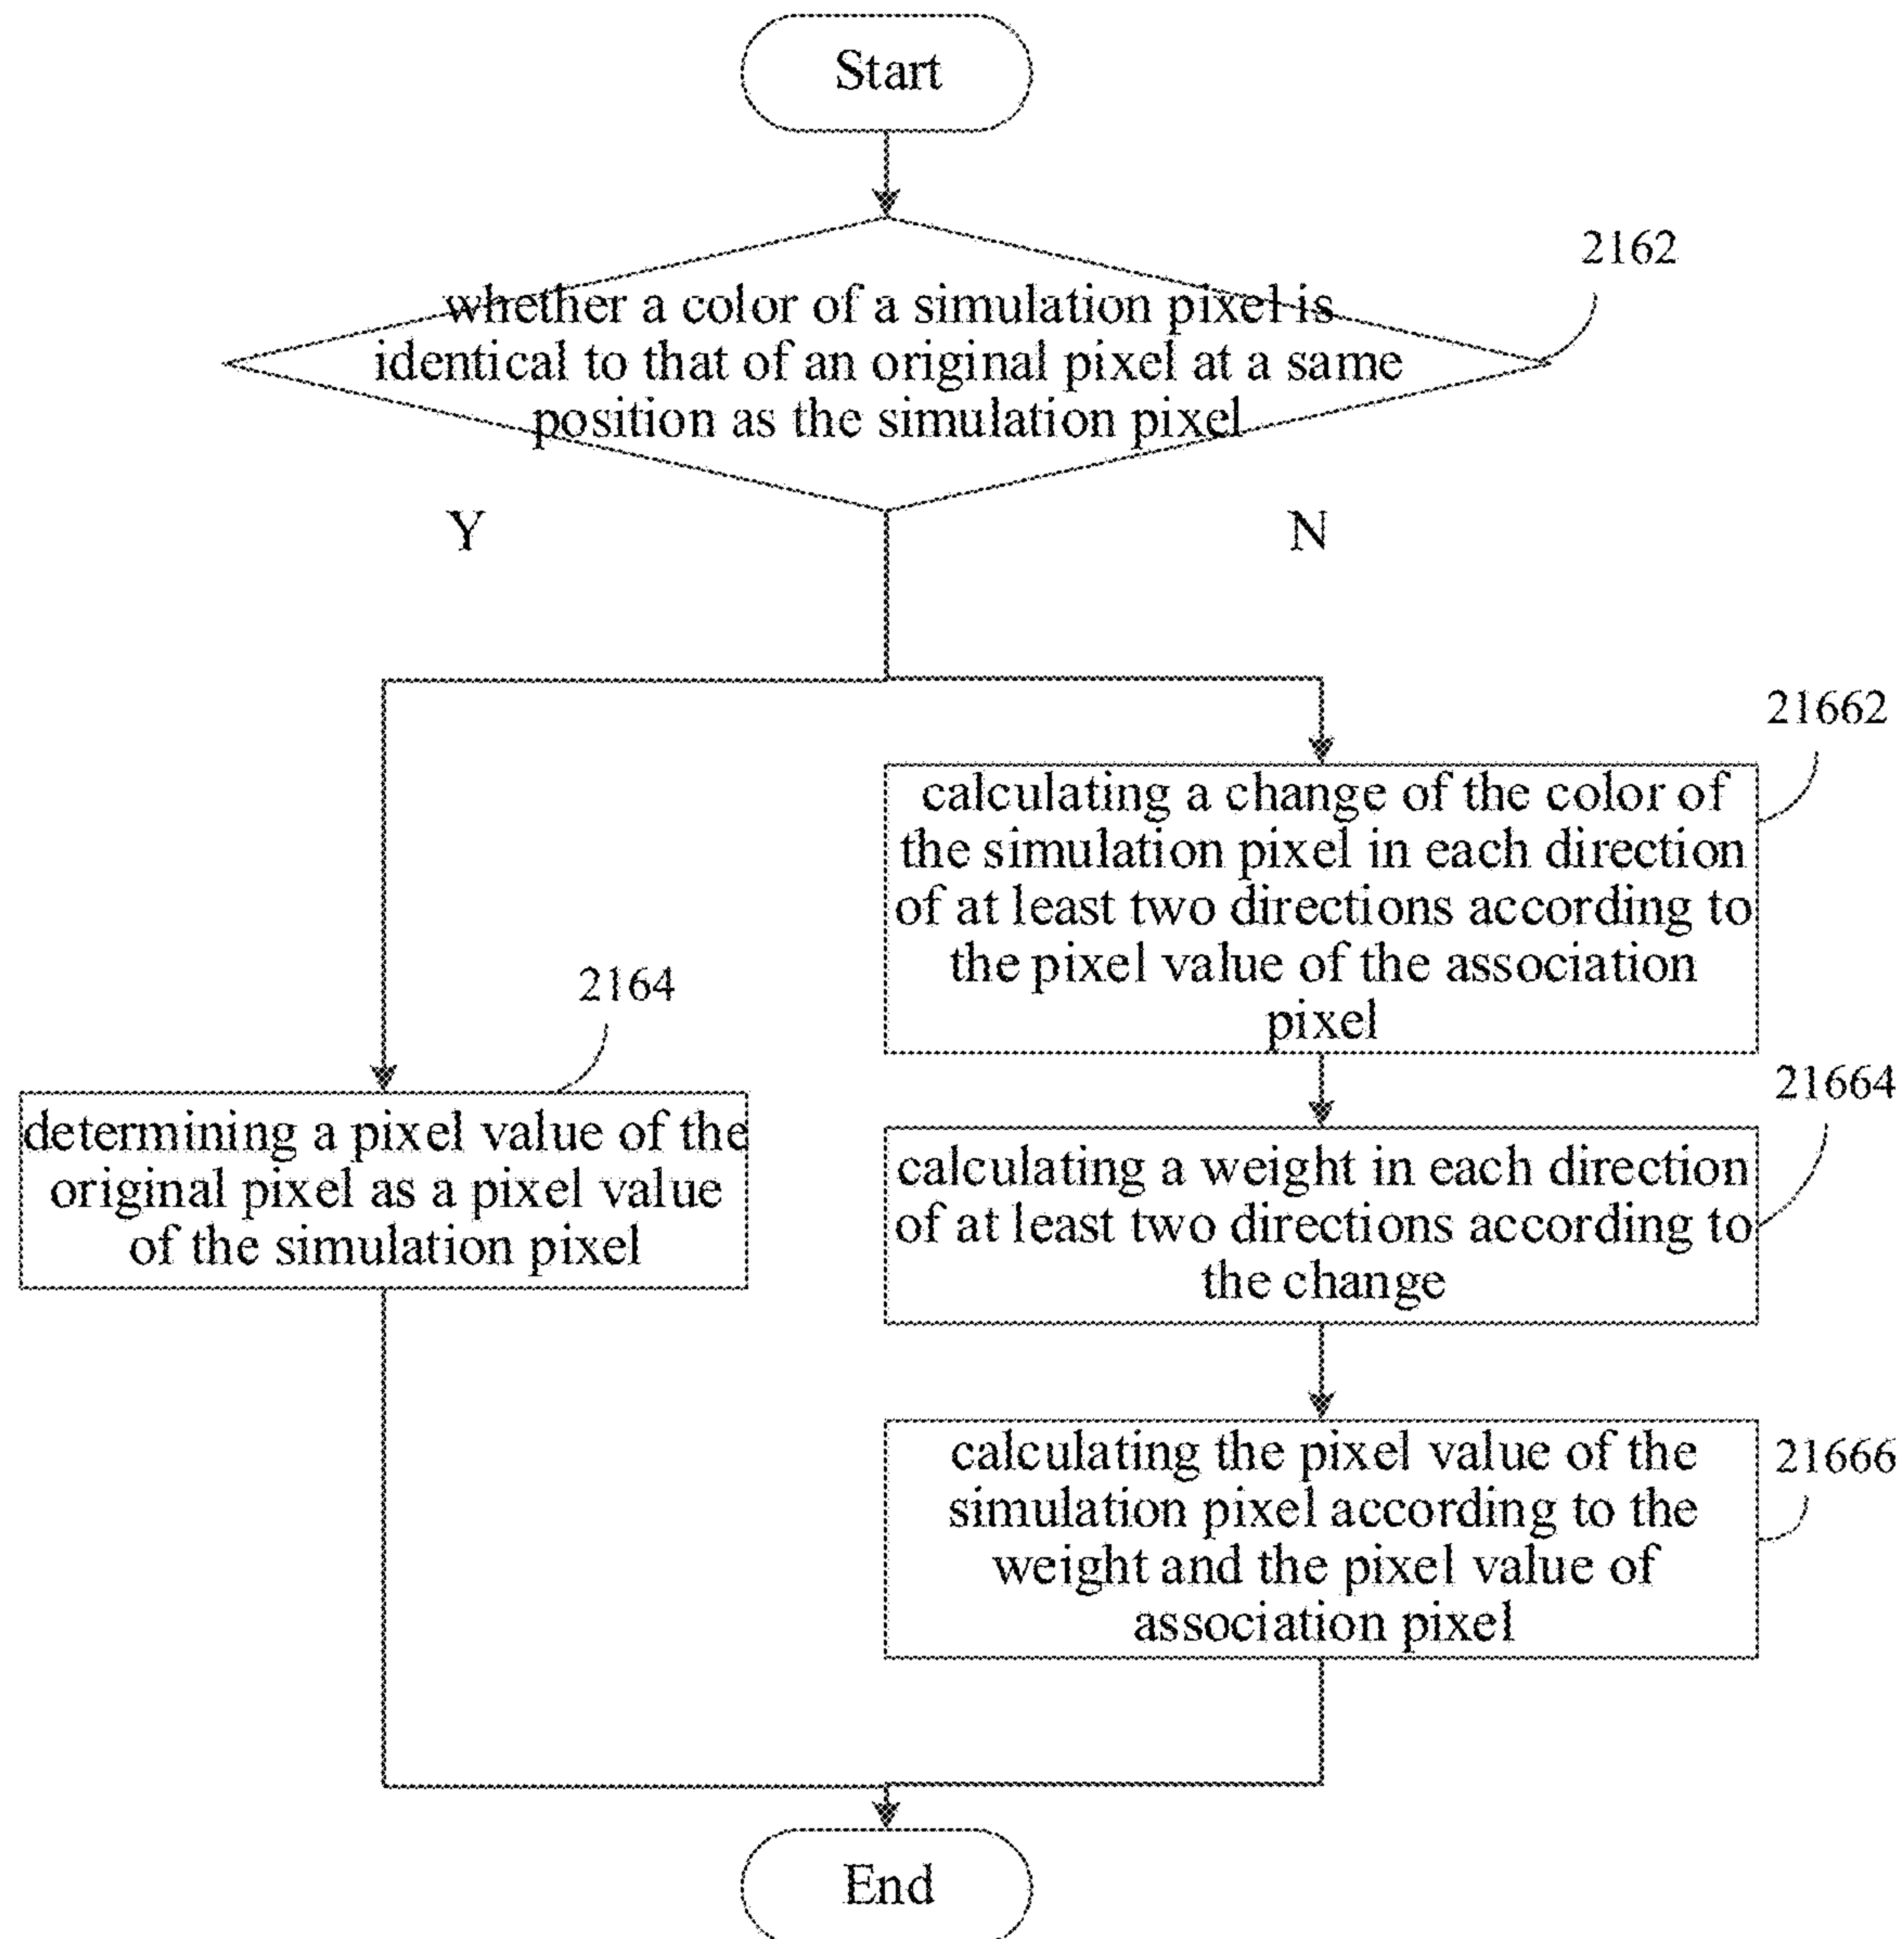 Start
2162
whether a color of a simulation pixel is
identical to that of an original pixel at a same
position as the simulation pixel
Y
N
21662
calculating a change of the color of
the simulation pixel in each direction
of at least two directions according to
the pixel value of the association
pixel
2164
determining a pixel value of the
original pixel as a pixel value
of the simulation pixel
21664
calculating a weight in each direction
of at least two directions according to
the change
21666
calculating the pixel value of the
simulation pixel according to the
weight and the pixel value of
association pixel
End